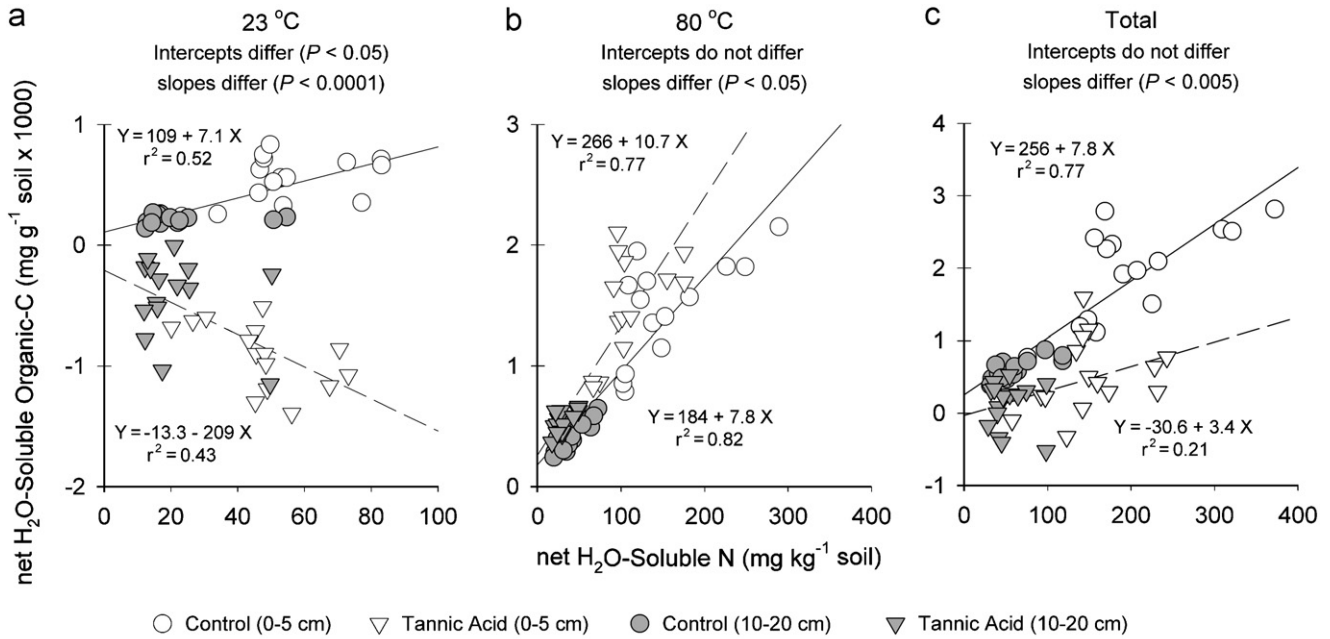 a
23 °C
Intercepts differ (P < 0.05)
slopes differ (P < 0.0001)
b
80 °C
Intercepts do not differ
slopes differ (P < 0.05)
c
Total
Intercepts do not differ
slopes differ (P < 0.005)
net H₂O-Soluble Organic-C (mg g⁻¹ soil x 1000)
1
0
-1
-2
Y = 109 + 7.1 X
r² = 0.52
Y = -13.3 - 209 X
r² = 0.43
0 20 40 60 80 100
3
2
1
0
Y = 266 + 10.7 X
r² = 0.77
184 + 7.8 X
r² = 0.82
0 100 200 300 400
4
3
2
1
0
-1
256 + 7.8 X
r² = 0.77
Y = -30.6 + 3.4 X
r² = 0.21
0 100 200 300 400
net H₂O-Soluble N (mg kg⁻¹ soil)
Control (0-5 cm) Tannic Acid (0-5 cm) Control (10-20 cm) Tannic Acid (10-20 cm)